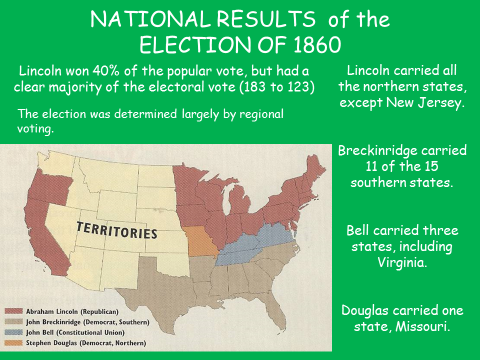 NATIONAL RESULTS of the
ELECTION OF 1860
Lincoln won 40% of the popular vote, but had a
clear majority of the electoral vote (183 to 123)
The election was determined largely by regional
voting.
Lincoln carried all
the northern states,
except New Jersey.
Breckinridge carried
11 of the 15
southern states.
Bell carried three
states, including
Virginia.
Douglas carried one
state, Missouri.
TERRITORIES
Abraham Lincoln (Republican)
John Breckinridge (Democrat, Southern)
John Bell (Constitutional Union)
Stephen Douglas (Democrat, Northern)